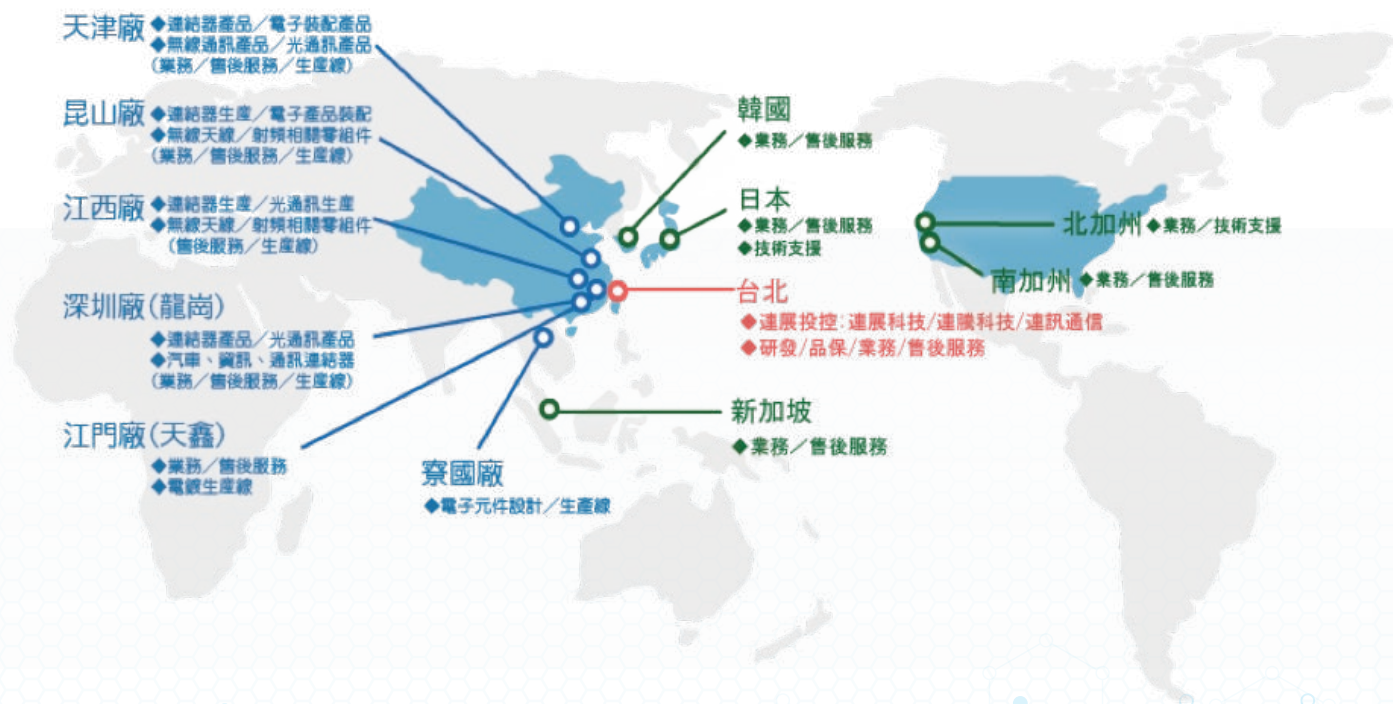 天津廠 ◆連結器產品／電子裝配產品
◆無線通訊產品／光通訊產品
(業務／售後服務／生產線)
昆山廠 ◆連結器生產／電子產品裝配
◆無線天線／射頻相關零組件
(業務／售後服務／生產線)
江西廠 ◆連結器生產／光通訊生產
◆無線天線／射頻相關零組件
(售後服務／生產線)
深圳廠(龍崗)
◆連結器產品／光通訊產品
◆汽車、資訊、通訊連結器
(業務／售後服務／生產線)
江門廠(天鑫)
◆業務／售後服務
◆電鍍生產線
寮國廠
◆電子元件設計／生產線
韓國
◆業務／售後服務
日本
◆業務／售後服務
◆技術支援
台北
◆連展投控：連展科技/連騰科技/連訊通信
◆研發/品保/業務/售後服務
新加坡
◆業務／售後服務
北加州 ◆業務／技術支援
南加州 ◆業務／售後服務